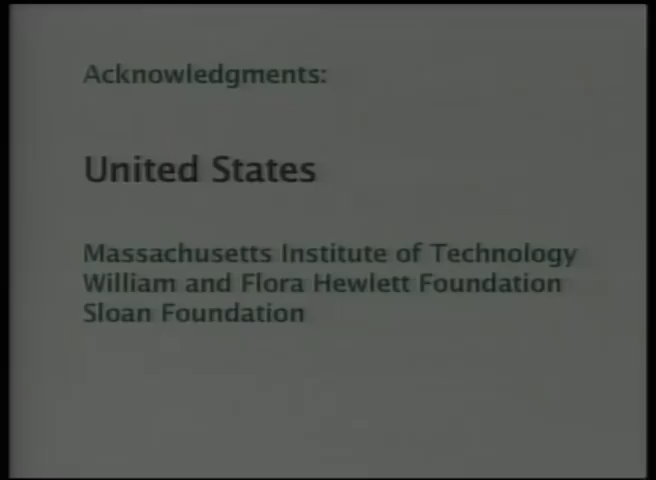 Acknowledgments:
United States
Massachusetts Institute of Technology
William and Flora Hewlett Foundation
Sloan Foundation